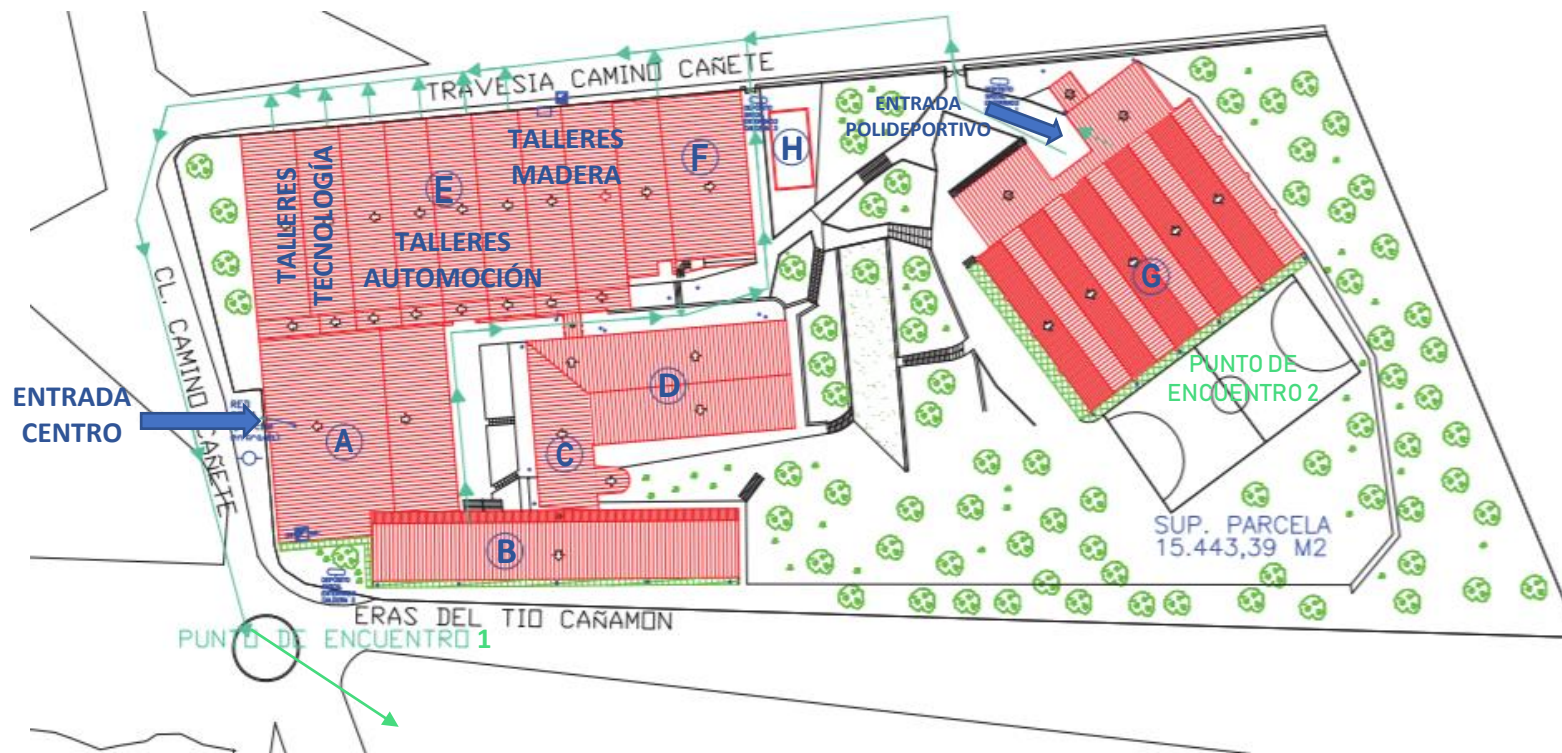 TRAVESIA CAMINO CAÑETE
ENTRADA
POLIDEPORTIVO
TALLERES
MADERA
F
H
TALLERES
TECNOLOGÍA
E
TALLERES
AUTOMOCIÓN
G
CL. CAMINO CAÑETE
ENTRADA
CENTRO
RED
A
D
C
PUNTO DE
ENCUENTRO 2
B
SUP. PARCELA
15.443,39 M2
ERAS DEL TIO CAÑAMON
PUNTO DE ENCUENTRO 1